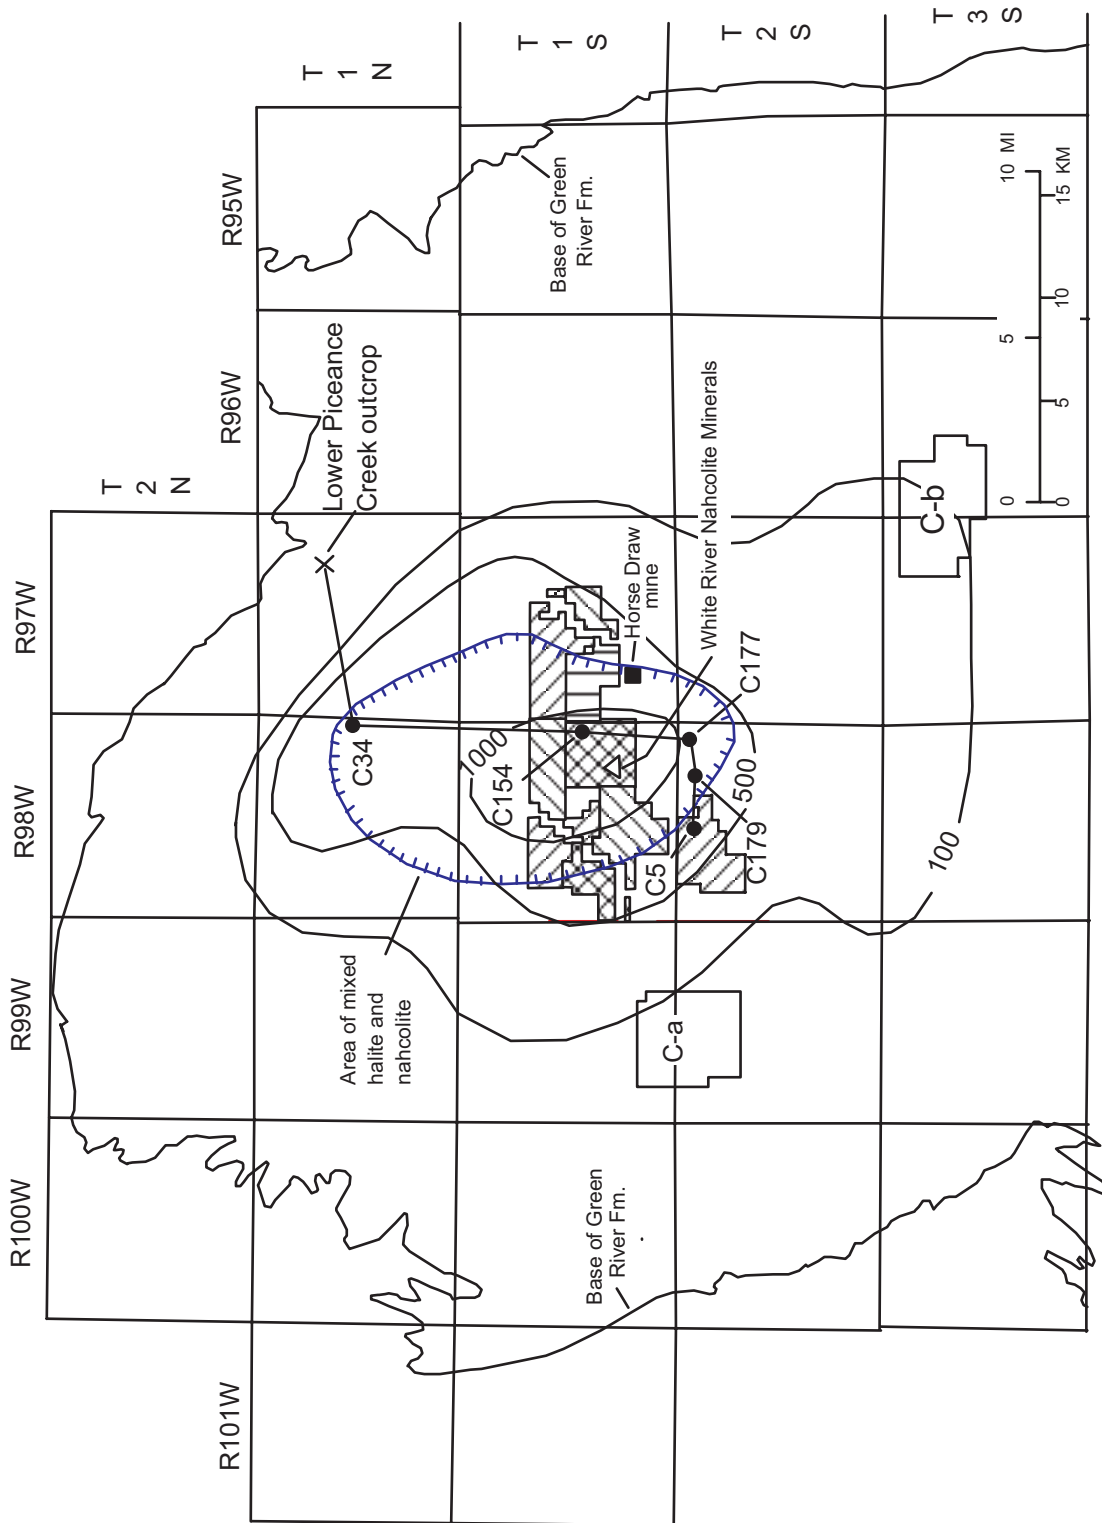 R101W
R100W
R99W
R98W
R97W
R96W
R95W
T
2
N
T
1
N
T
1
S
T
2
S
T
3
S
Lower Piceance
Creek outcrop
Base of Green
River Fm.
Area of mixed
halite and
nahcolite
Base of Green
River Fm.
C34
C154
1000
C5
C179
C177
500
100
Horse Draw
mine
White River Nahcolite Minerals
C-a
C-b
0
5
10 MI
0
5
10
15 KM